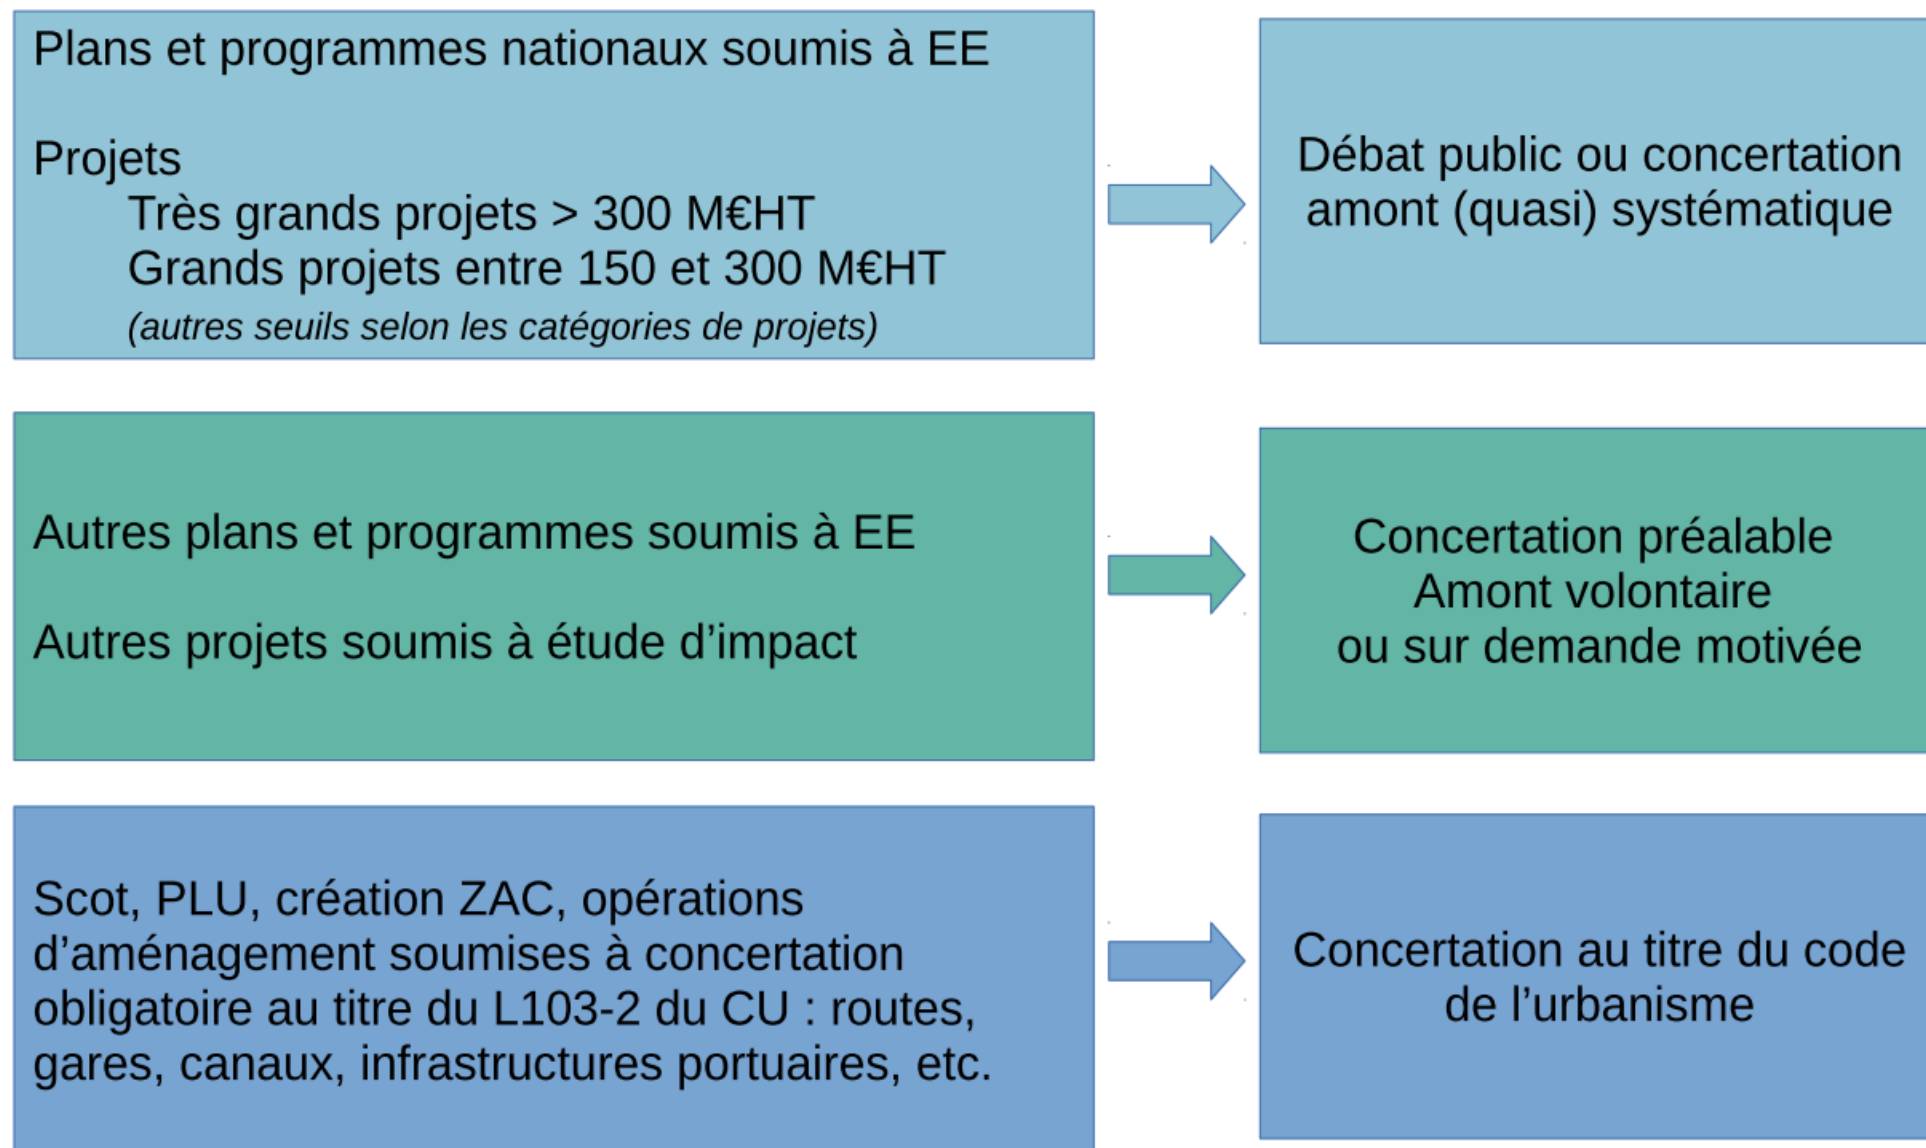 Plans et programmes nationaux soumis à EE
Projets
Très grands projets > 300 M€HT
Grands projets entre 150 et 300 M€HT
(autres seuils selon les catégories de projets)
Débat public ou concertation
amont (quasi) systématique
Autres plans et programmes soumis à EE
Autres projets soumis à étude d’impact
Concertation préalable
Amont volontaire
ou sur demande motivée
Scot, PLU, création ZAC, opérations
d’aménagement soumises à concertation
obligatoire au titre du L103-2 du CU : routes,
gares, canaux, infrastructures portuaires, etc.
Concertation au titre du code
de l’urbanisme